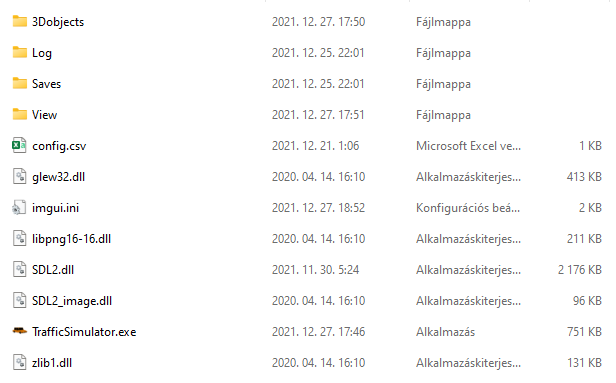 3Dobjects 2021. 12. 27. 17:50 Fájlmappa
Log 2021. 12. 25. 22:01 Fájlmappa
Saves 2021. 12. 25. 22:01 Fájlmappa
View 2021. 12. 27. 17:51 Fájlmappa
config.csv 2021. 12. 21. 1:06 Microsoft Excel ve... 1 KB
glew32.dll 2020. 04. 14. 16:10 Alkalmazáskiterjes... 413 KB
imgui.ini 2021. 12. 27. 18:52 Konfigurációs beá... 2 KB
libpng16-16.dll 2020. 04. 14. 16:10 Alkalmazáskiterjes... 211 KB
SDL2.dll 2021. 11. 30. 5:24 Alkalmazáskiterjes... 2 176 KB
SDL2_image.dll 2020. 04. 14. 16:10 Alkalmazáskiterjes... 96 KB
TrafficSimulator.exe 2021. 12. 27. 17:46 Alkalmazás 751 KB
zlib1.dll 2020. 04. 14. 16:10 Alkalmazáskiterjes... 131 KB